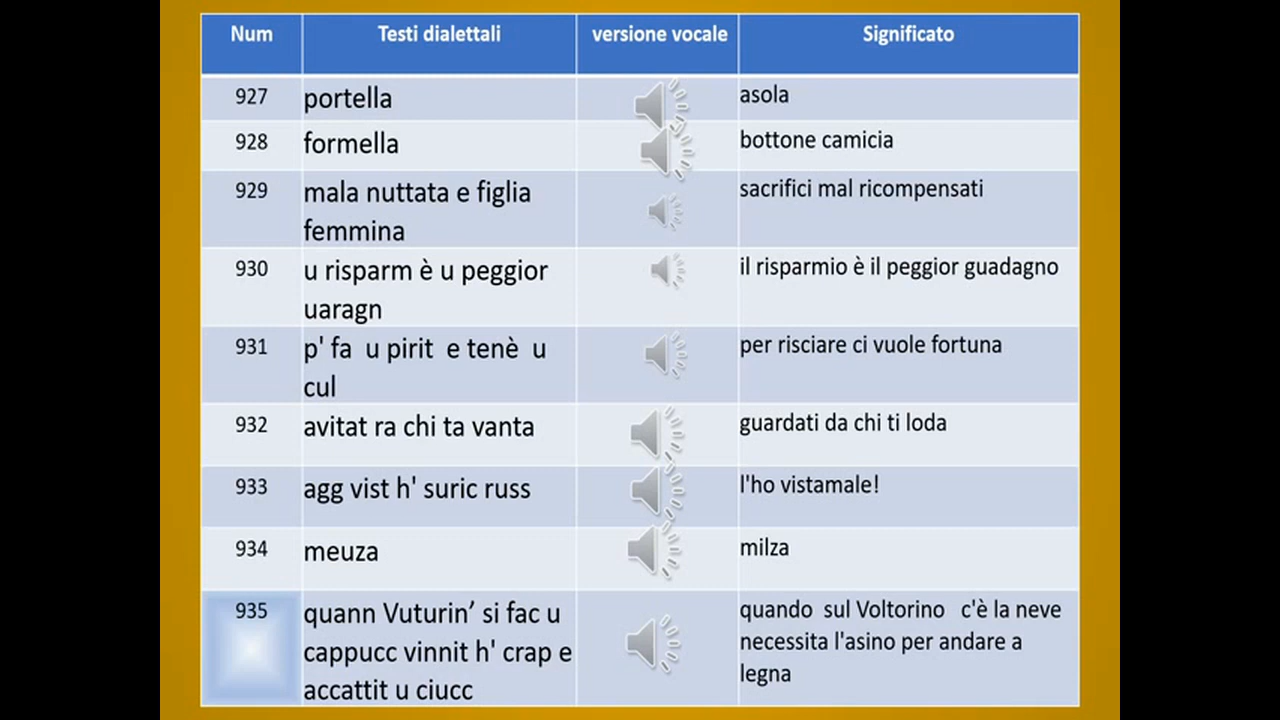 Num Testi dialettali versione vocale Significato
927 portella asola
928 formella bottone camicia
929 mala nuttata e figlia sacrifici mal ricompensati
femmina
930 u risparm è u peggior il risparmio è il peggior guadagno
uaragn
931 p' fa u pirit e tenè u per risciare ci vuole fortuna
cul
932 avitat ra chi ta vanta guardati da chi ti loda
933 agg vist h' suric russ l'ho vistamale!
934 meuza milza
935 quann Vuturin’ si fac u quando sul Voltorino c'è la neve
cappucc vinnit h' crap e necessita l'asino per andare a
accattit u ciucc legna